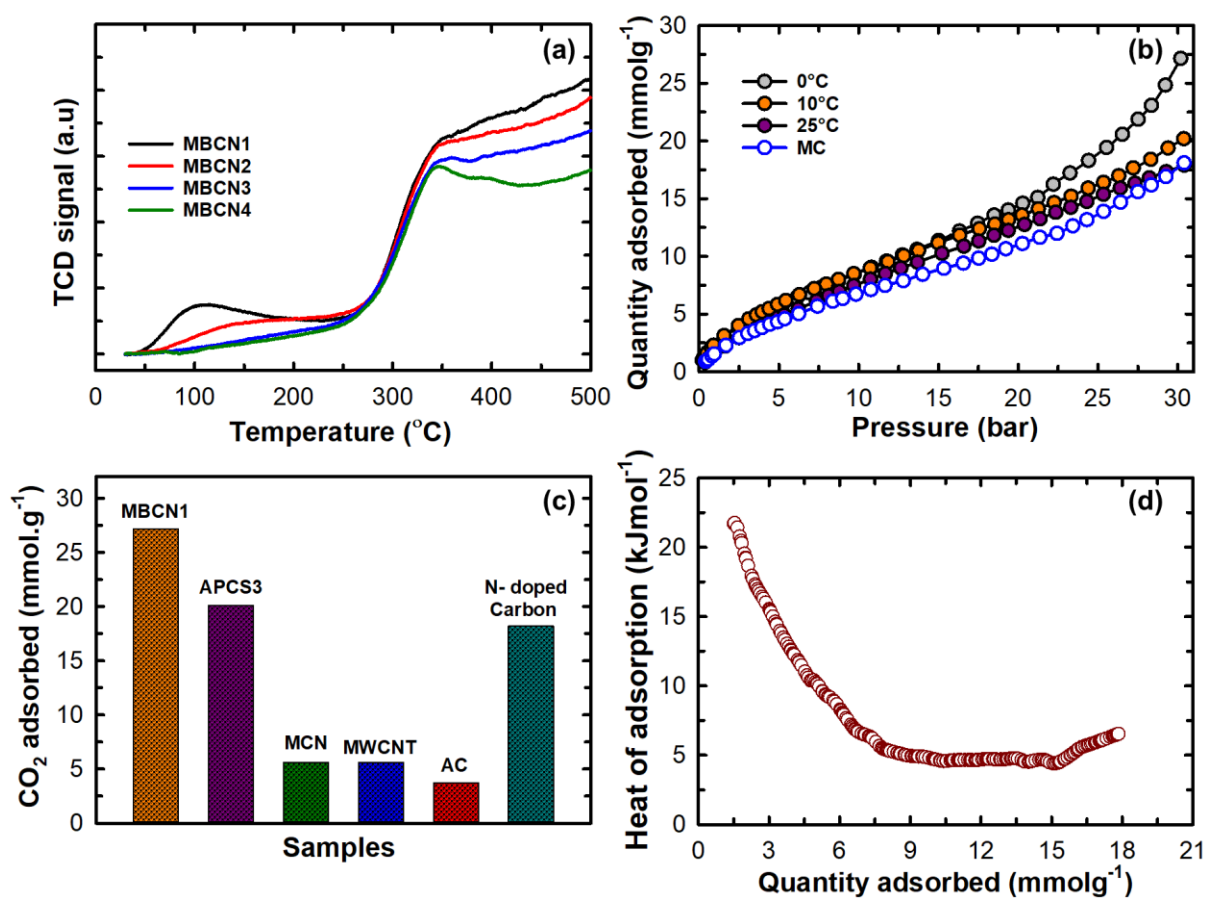 (a)
TCD signal (a.u)
MBCN1
MBCN2
MBCN3
MBCN4
0 100 200 300 400 500
Temperature (°C)
(b)
Quantity adsorbed (mmolg⁻¹)
30
25
20
15
10
5
0
0°C
10°C
25°C
MC
0 5 10 15 20 25 30
Pressure (bar)
(c)
CO₂ adsorbed (mmol.g⁻¹)
30
25
20
15
10
5
0
MBCN1
APCS3
MCN
MWCNT
AC
N- doped
Carbon
Samples
(d)
Heat of adsorption (kJmol⁻¹)
25
20
15
10
5
0
0 3 6 9 12 15 18 21
Quantity adsorbed (mmolg⁻¹)